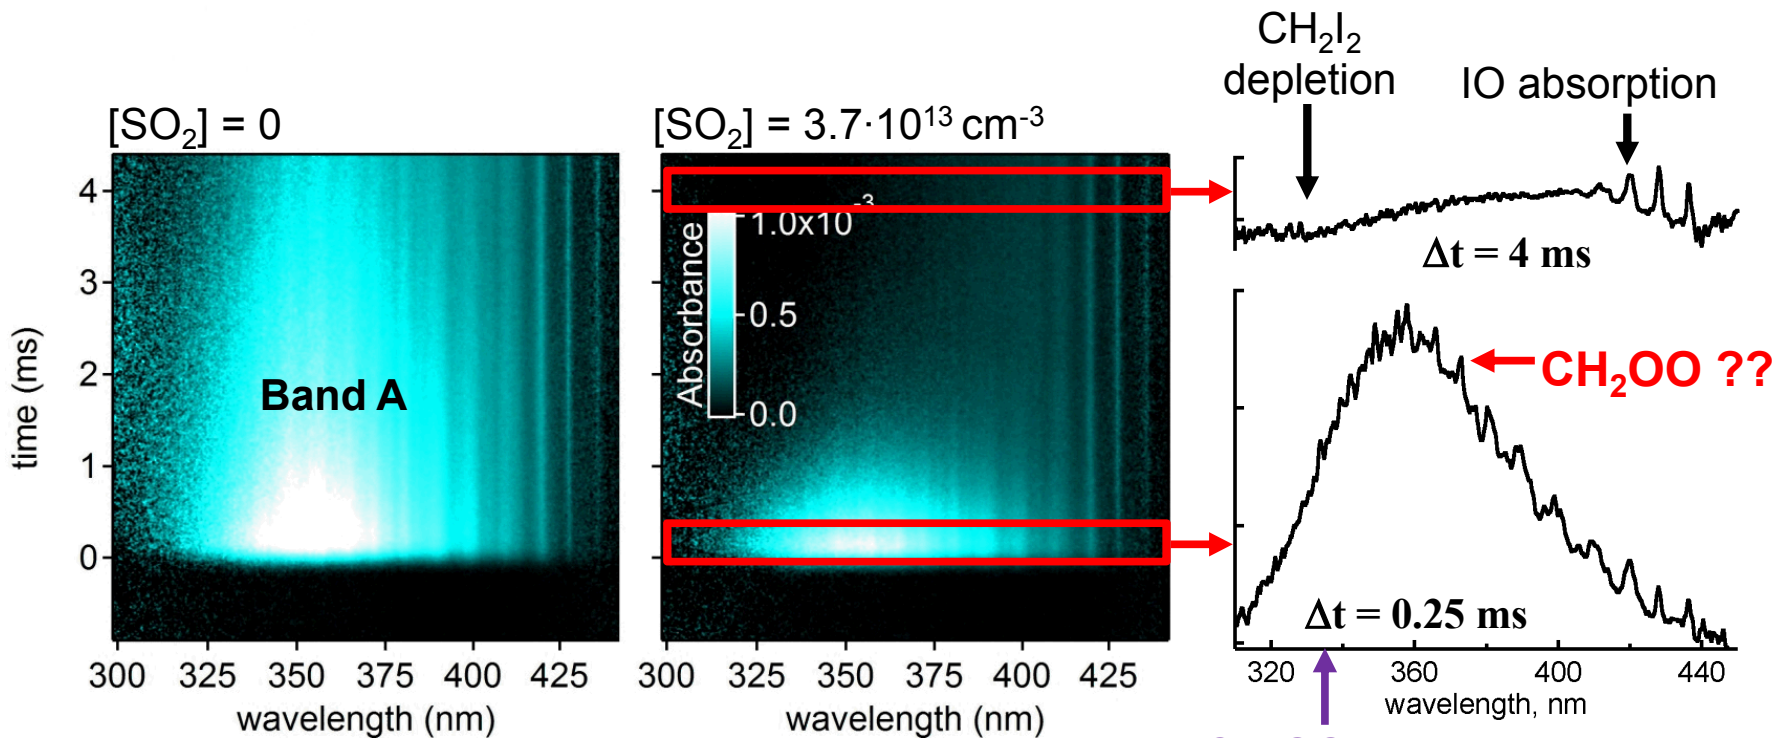 [SO₂] = 0
Band A
4
3
2
1
0
time (ms)
300 325 350 375 400 425
wavelength (nm)
[SO₂] = 3.7·10¹³ cm⁻³
1.0x10⁻³
0.5
0.0
Absorbance
300 325 350 375 400 425
wavelength (nm)
CH₂I₂
depletion
IO absorption
Δt = 4 ms
CH₂OO ??
Δt = 0.25 ms
320 360 400 440
wavelength, nm